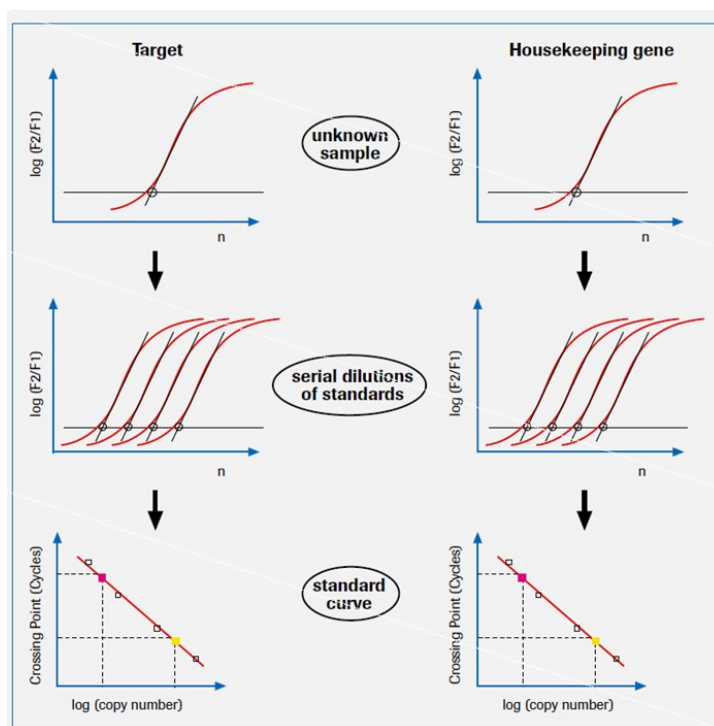 Target
Housekeeping gene
log (F2/F1)
unknown
sample
log (F2/F1)
n
n
log (F2/F1)
serial dilutions
of standards
log (F2/F1)
n
n
Crossing Point (Cycles)
standard
curve
Crossing Point (Cycles)
log (copy number)
log (copy number)